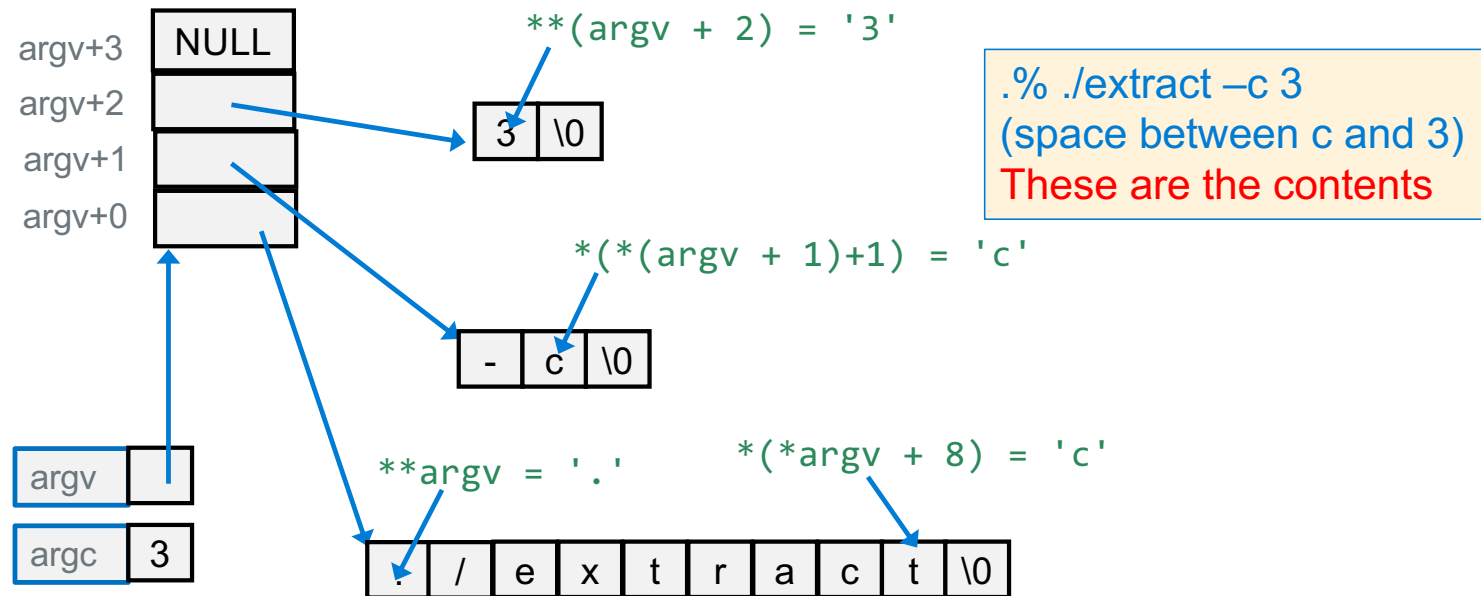 argv+3 NULL
argv+2
argv+1
argv+0
**(argv + 2) = '3'
3 \0
.% ./extract –c 3
(space between c and 3)
These are the contents
*(*(argv + 1)+1) = 'c'
- c \0
argv
argc 3
**argv = '.'
*(*argv + 8) = 'c'
. / e x t r a c t \0